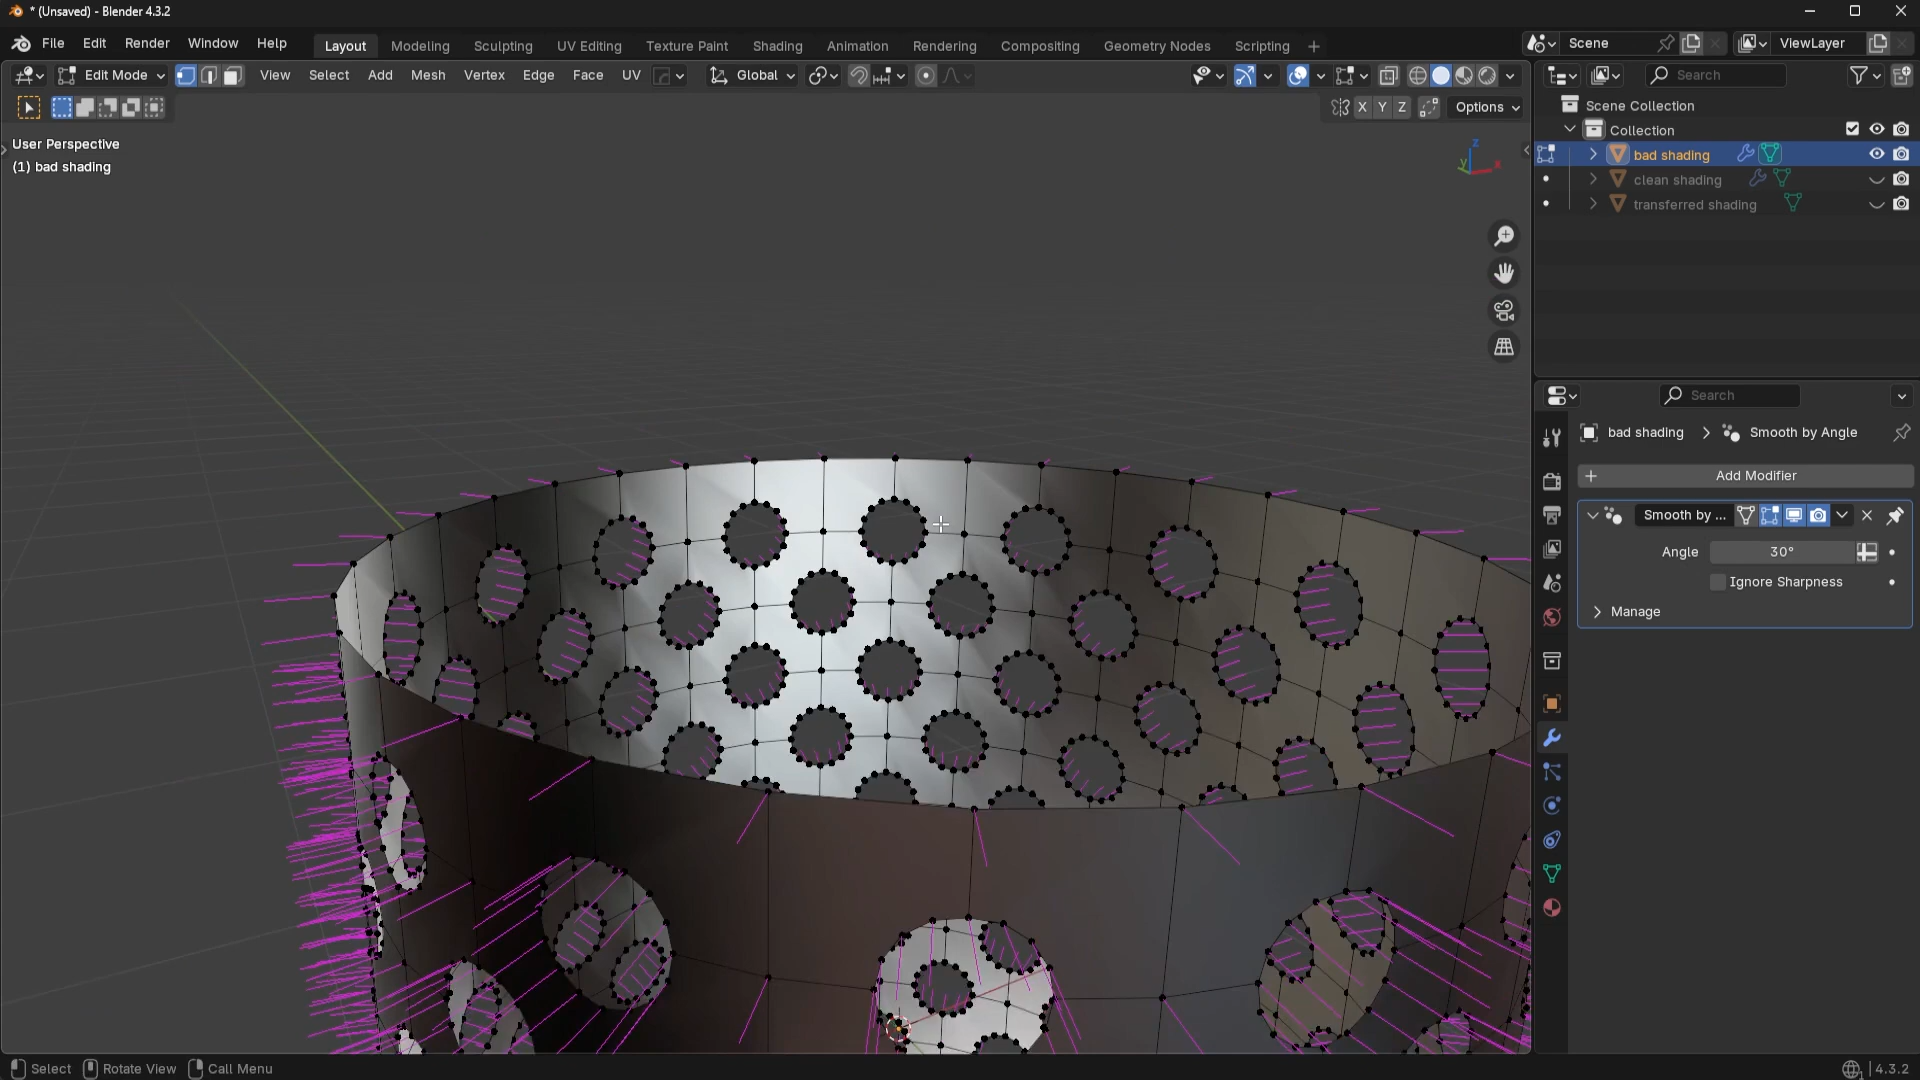 * (Unsaved) - Blender 4.3.2
File Edit Render Window Help Layout Modeling Sculpting UV Editing Texture Paint Shading Animation Rendering Compositing Geometry Nodes Scripting + Scene ViewLayer
Edit Mode View Select Add Mesh Vertex Edge Face UV Global Search
X Y Z Options
Scene Collection
Collection
User Perspective
(1) bad shading
bad shading
clean shading
transferred shading
z
y
x
Search
bad shading > Smooth by Angle
+ Add Modifier
Smooth by ...
Angle 30°
Ignore Sharpness
Manage
Select Rotate View Call Menu 4.3.2